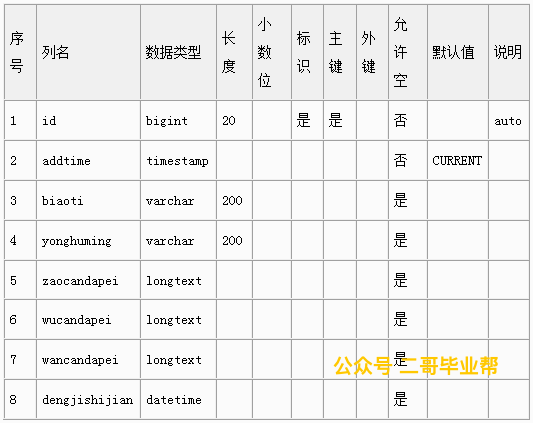 序号 列名 数据类型 长度 小数位 标识 主键 外键 允许空 默认值 说明
1 id bigint 20 是 是 否 auto
2 addtime timestamp 否 CURRENT
3 biaoti varchar 200 是
4 yonghuming varchar 200 是
5 zaocandapei longtext 是
6 wucandapei longtext 是
7 wancandapei longtext 是
公众号 二哥毕业帮
8 dengjishijian datetime 是